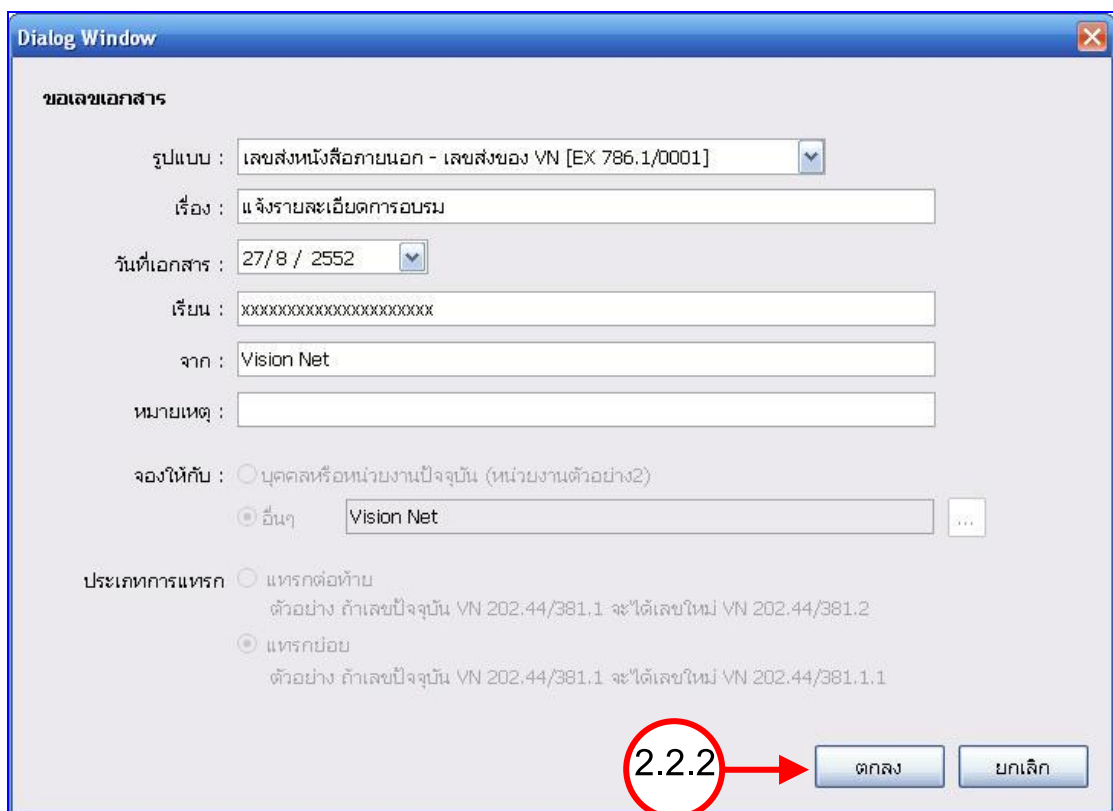 Dialog Window
ขอเลขเอกสาร
รูปแบบ : เลขส่งหนังสือภายนอก - เลขส่งของ VN [EX 786.1/0001]
เรื่อง : แจ้งรายละเอียดการอบรม
วันที่เอกสาร : 27/8 / 2552
เรียน : xxxxxxxxxxxxxxxxxxxxxx
จาก : Vision Net
หมายเหตุ :
จองให้กับ : บุคคลหรือหน่วยงานปัจจุบัน (หน่วยงานตัวอย่าง2)
อื่นๆ Vision Net ...
ประเภทการแทรก แทรกต่อท้าย
ตัวอย่าง ถ้าเลขปัจจุบัน VN 202.44/381.1 จะได้เลขใหม่ VN 202.44/381.2
แทรกย่อย
ตัวอย่าง ถ้าเลขปัจจุบัน VN 202.44/381.1 จะได้เลขใหม่ VN 202.44/381.1.1
2.2.2 ตกลง ยกเลิก